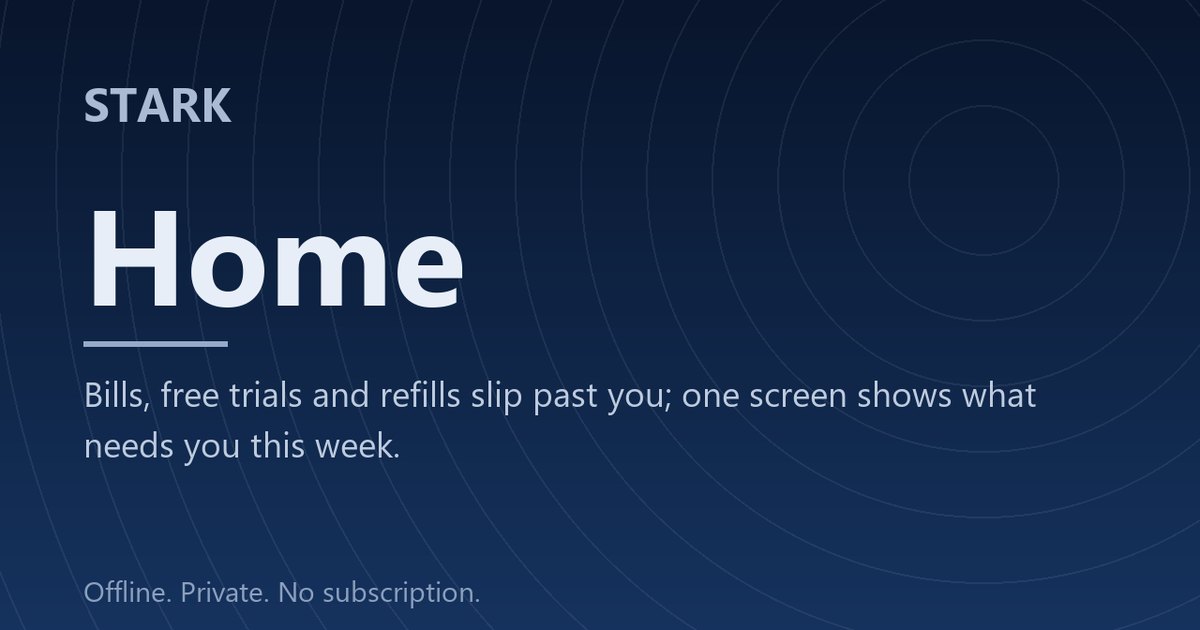 STARK
Home
Bills, free trials and refills slip past you; one screen shows what
needs you this week.
Offline. Private. No subscription.